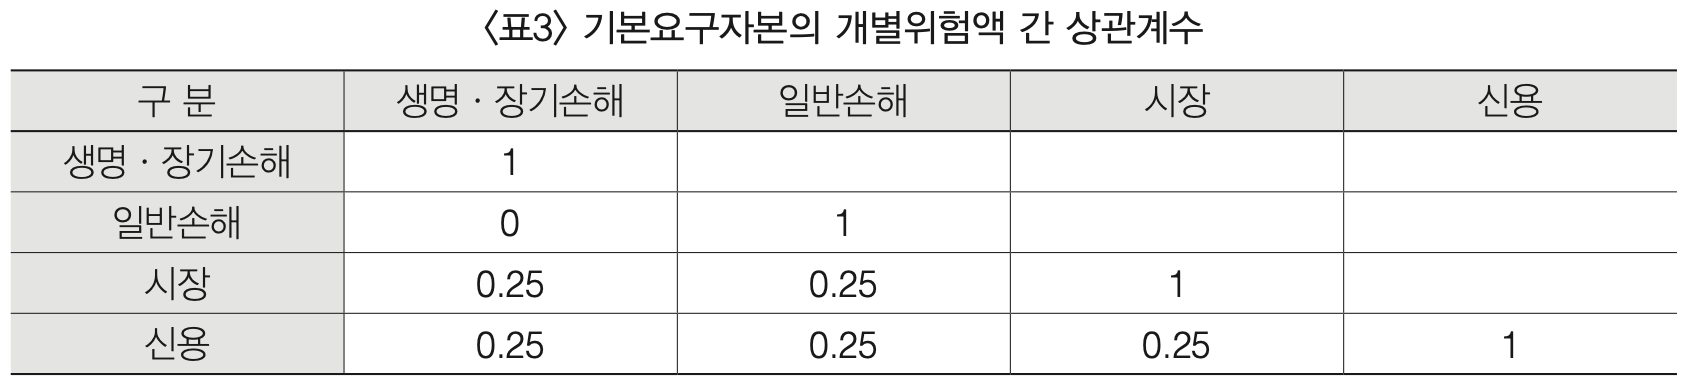 〈표3〉 기본요구자본의 개별위험액 간 상관계수
구 분 생명·장기손해 일반손해 시장 신용
생명·장기손해 1
일반손해 0 1
시장 0.25 0.25 1
신용 0.25 0.25 0.25 1